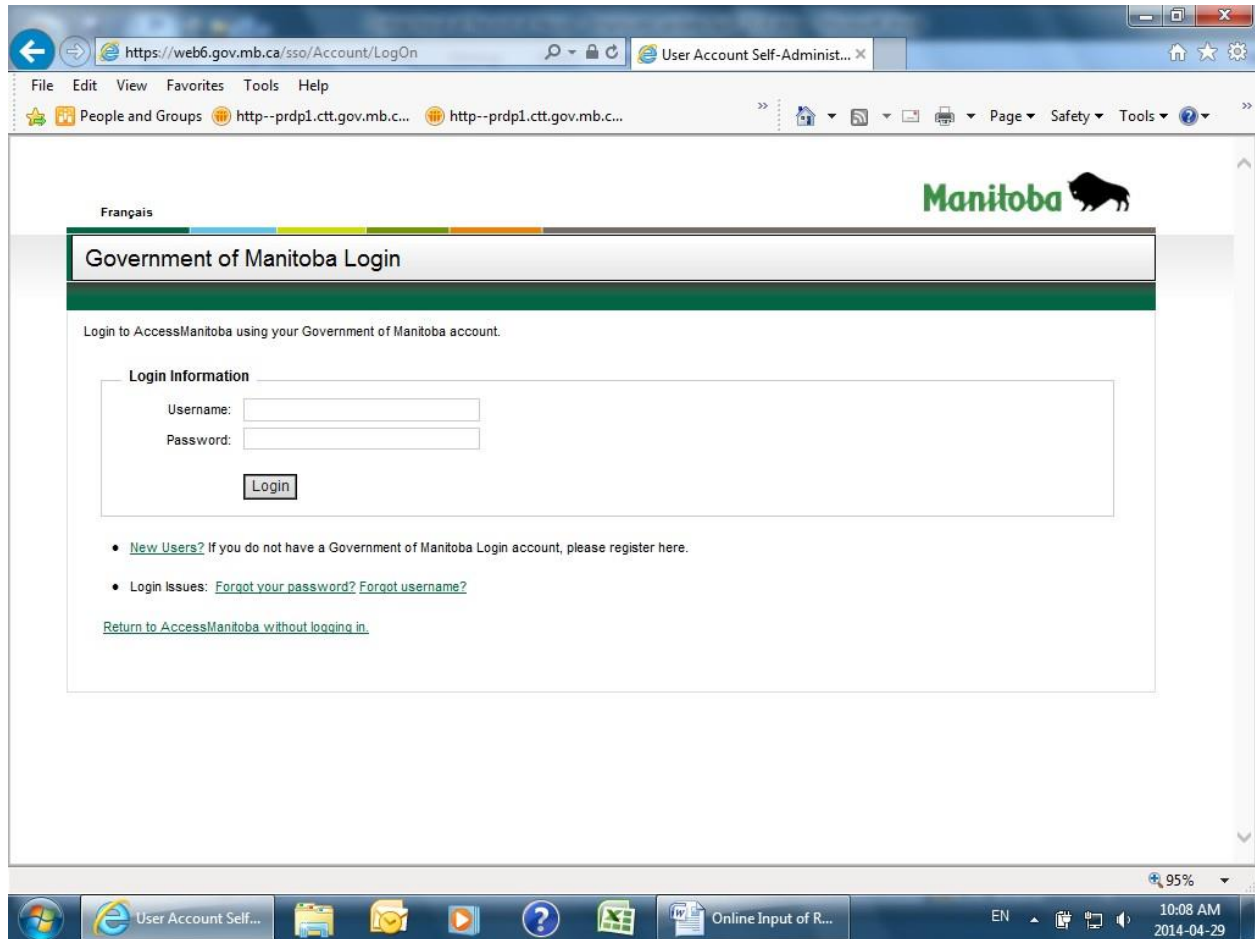 https://web6.gov.mb.ca/sso/Account/LogOn
User Account Self-Administ...
File Edit View Favorites Tools Help
People and Groups http--prdp1.ctt.gov.mb.c... http--prdp1.ctt.gov.mb.c... Page Safety Tools
Manitoba
Français
Government of Manitoba Login
Login to AccessManitoba using your Government of Manitoba account.
Login Information
Username:
Password:
Login
New Users? If you do not have a Government of Manitoba Login account, please register here.
Login Issues: Forgot your password? Forgot username?
Return to AccessManitoba without logging in.
95%
User Account Self... Online Input of R... EN 10:08 AM
2014-04-29